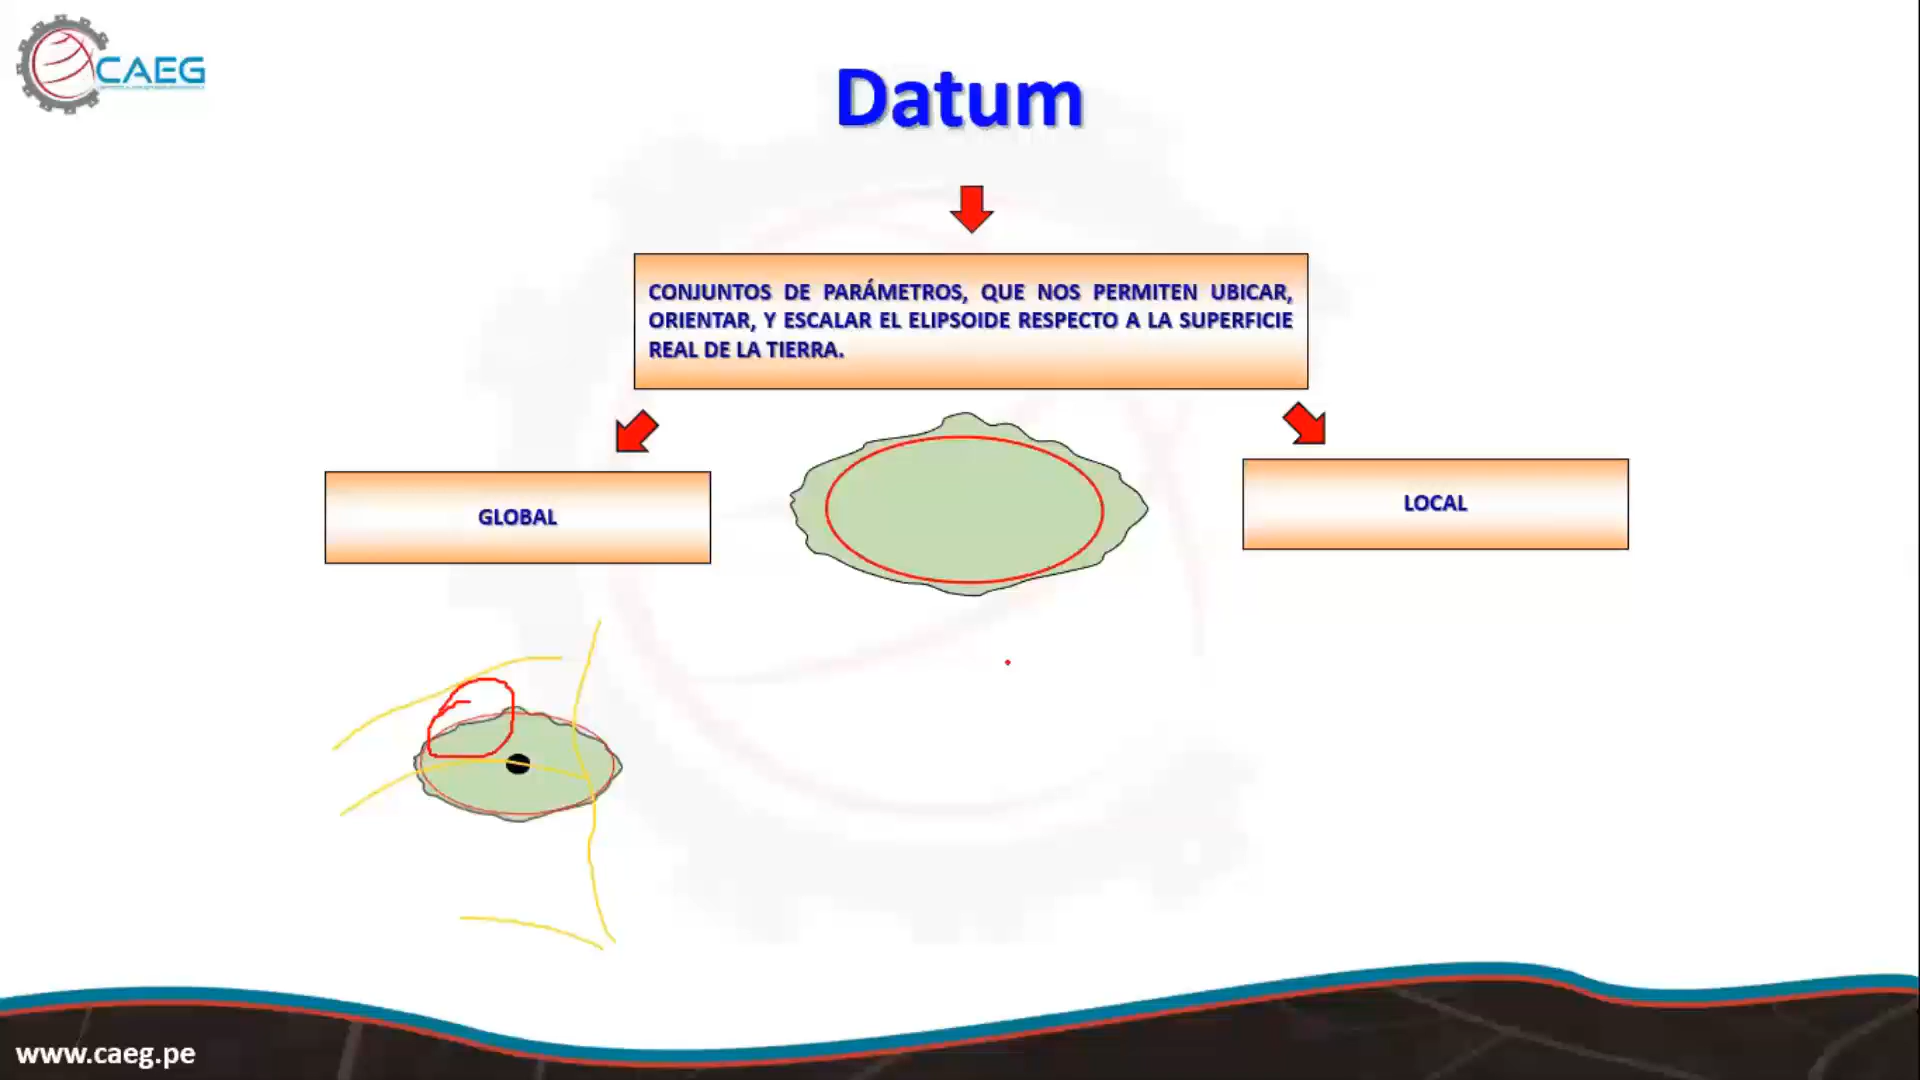 CAEG
Datum
CONJUNTOS DE PARÁMETROS, QUE NOS PERMITEN UBICAR,
ORIENTAR, Y ESCALAR EL ELIPSOIDE RESPECTO A LA SUPERFICIE
REAL DE LA TIERRA.
GLOBAL
LOCAL
www.caeg.pe